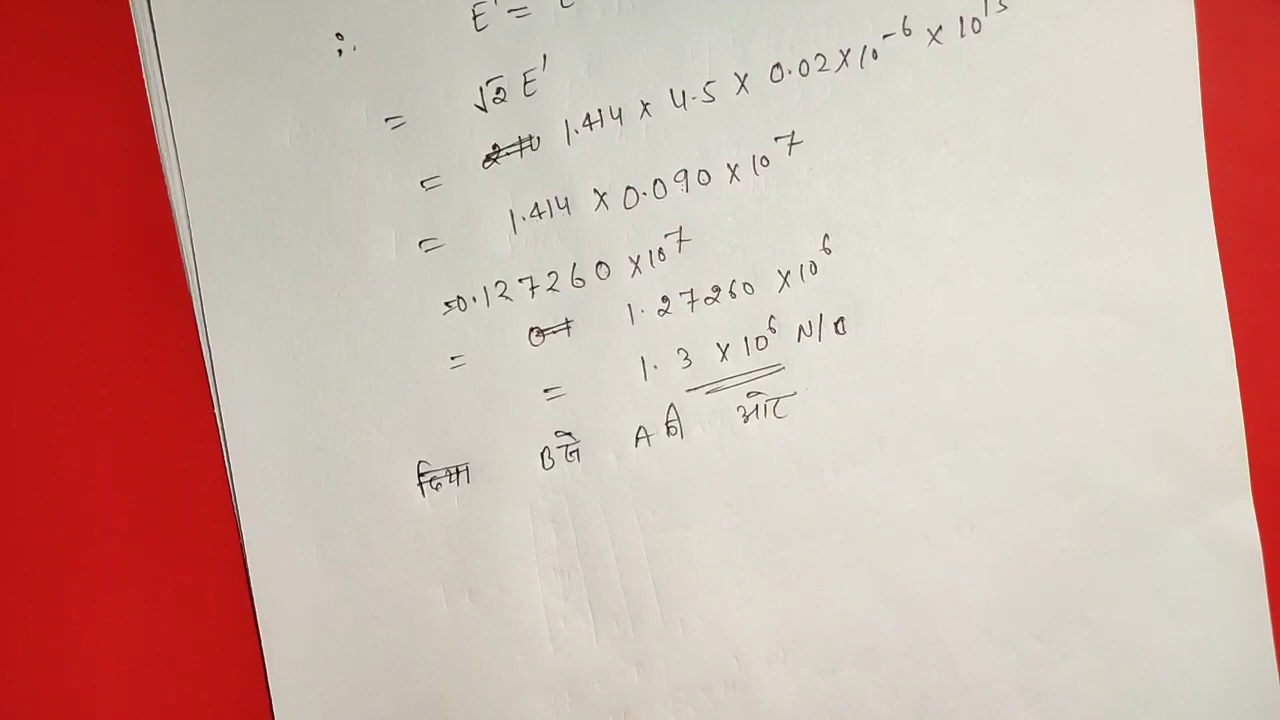 ∴ E' =
= √2 E'
= 1.414 × 4.5 × 0.02 × 10⁻⁶ × 10¹³
= 1.414 × 0.090 × 10⁷
=0.127260 × 10⁷
= 1.27260 × 10⁶
= 1.3 × 10⁶ N/C
दिशा B से A की ओर